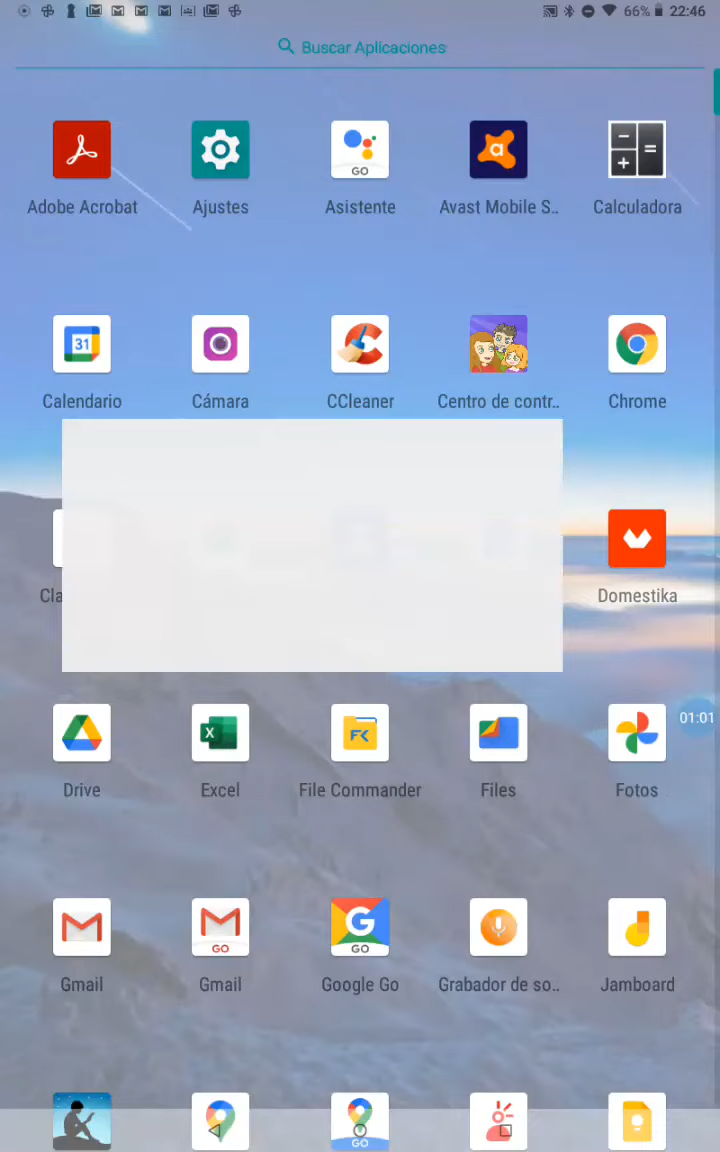 66% 22:46
Buscar Aplicaciones
GO
Adobe Acrobat Ajustes Asistente Avast Mobile S.. Calculadora
31
Calendario Cámara CCleaner Centro de contr.. Chrome
Cla
Domestika
01:01
Drive Excel File Commander Files Fotos
GO GO
Gmail Gmail Google Go Grabador de so.. Jamboard
GO